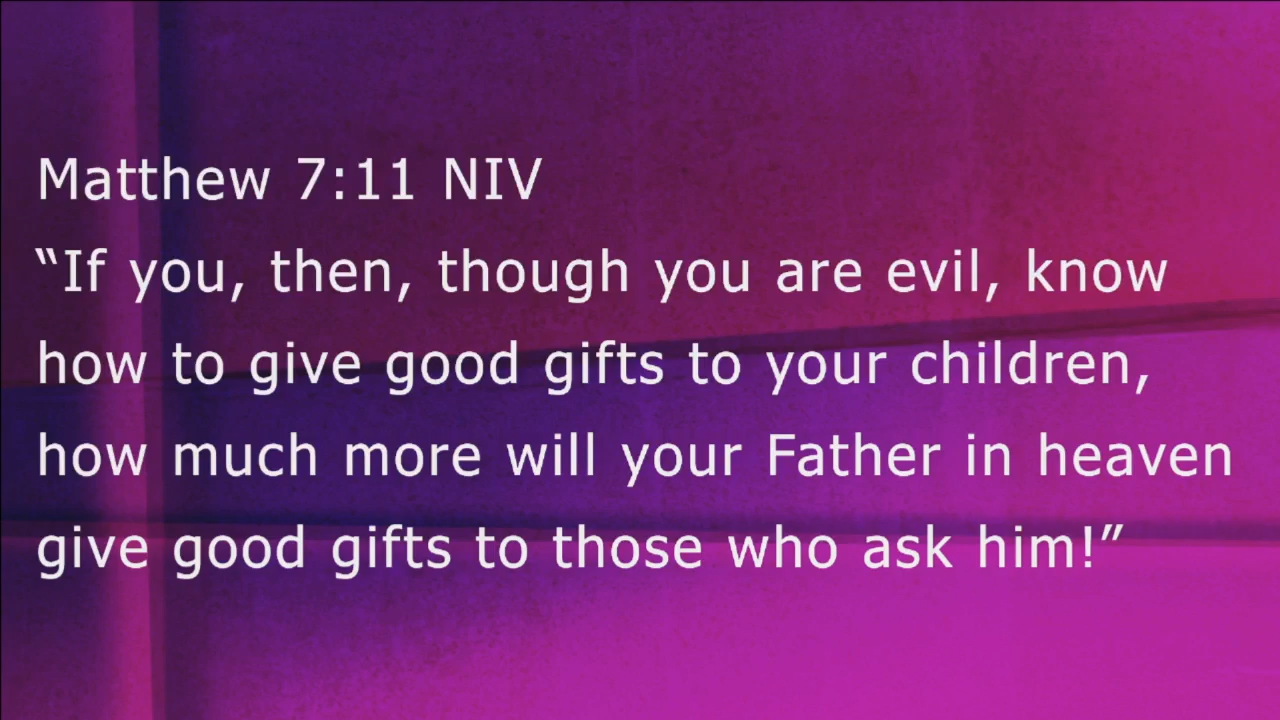 Matthew 7:11 NIV
“If you, then, though you are evil, know
how to give good gifts to your children,
how much more will your Father in heaven
give good gifts to those who ask him!”